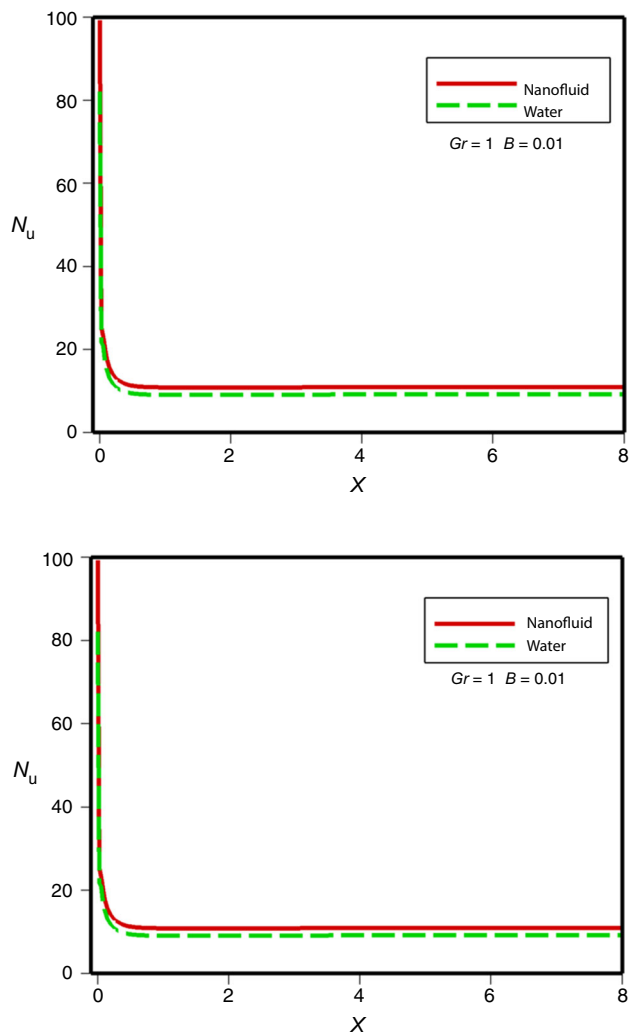 100
80
60
40
20
0
Nu
Nanofluid
Water
Gr = 1 B = 0.01
0 2 4 6 8
X
100
80
60
40
20
0
Nu
Nanofluid
Water
Gr = 1 B = 0.01
0 2 4 6 8
X